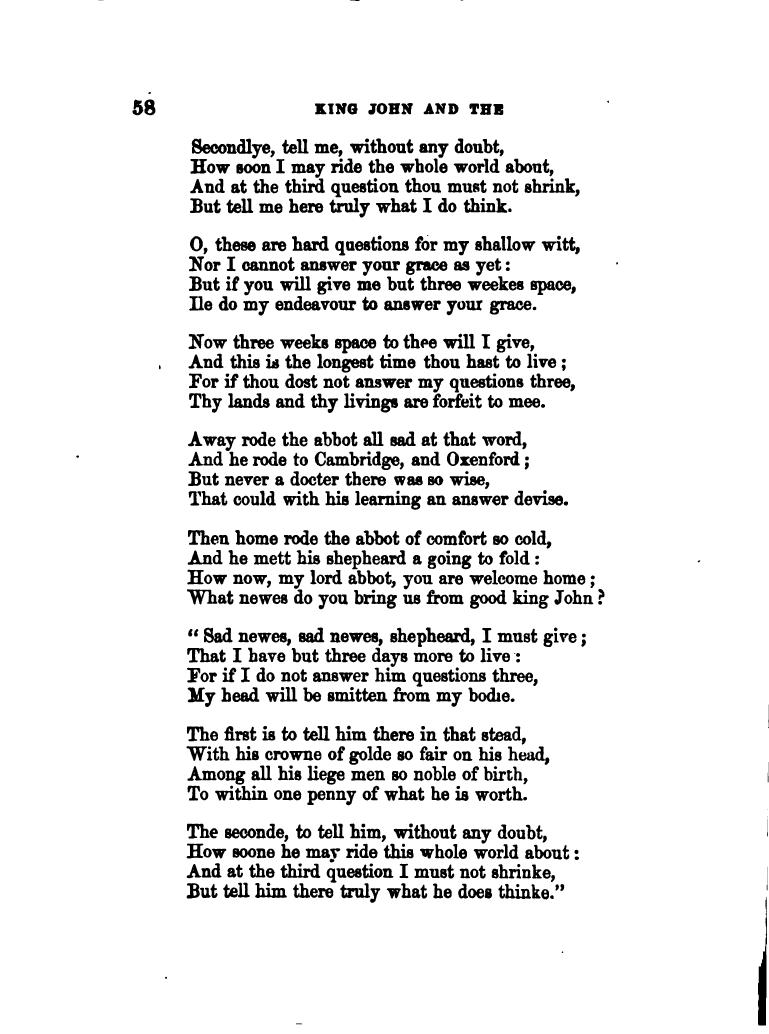 58 KING JOHN AND THE
Secondlye, tell me, without any doubt,
How soon I may ride the whole world about,
And at the third question thou must not shrink,
But tell me here truly what I do think.
O, these are hard questions for my shallow witt,
Nor I cannot answer your grace as yet:
But if you will give me but three weekes space,
Ile do my endeavour to answer your grace.
Now three weeks space to thee will I give,
And this is the longest time thou hast to live;
For if thou dost not answer my questions three,
Thy lands and thy livings are forfeit to mee.
Away rode the abbot all sad at that word,
And he rode to Cambridge, and Oxenford;
But never a docter there was so wise,
That could with his learning an answer devise.
Then home rode the abbot of comfort so cold,
And he mett his shepheard a going to fold:
How now, my lord abbot, you are welcome home;
What newes do you bring us from good king John?
"Sad newes, sad newes, shepheard, I must give;
That I have but three days more to live:
For if I do not answer him questions three,
My head will be smitten from my bodie.
The first is to tell him there in that stead,
With his crowne of golde so fair on his head,
Among all his liege men so noble of birth,
To within one penny of what he is worth.
The seconde, to tell him, without any doubt,
How soone he may ride this whole world about:
And at the third question I must not shrinke,
But tell him there truly what he does thinke."